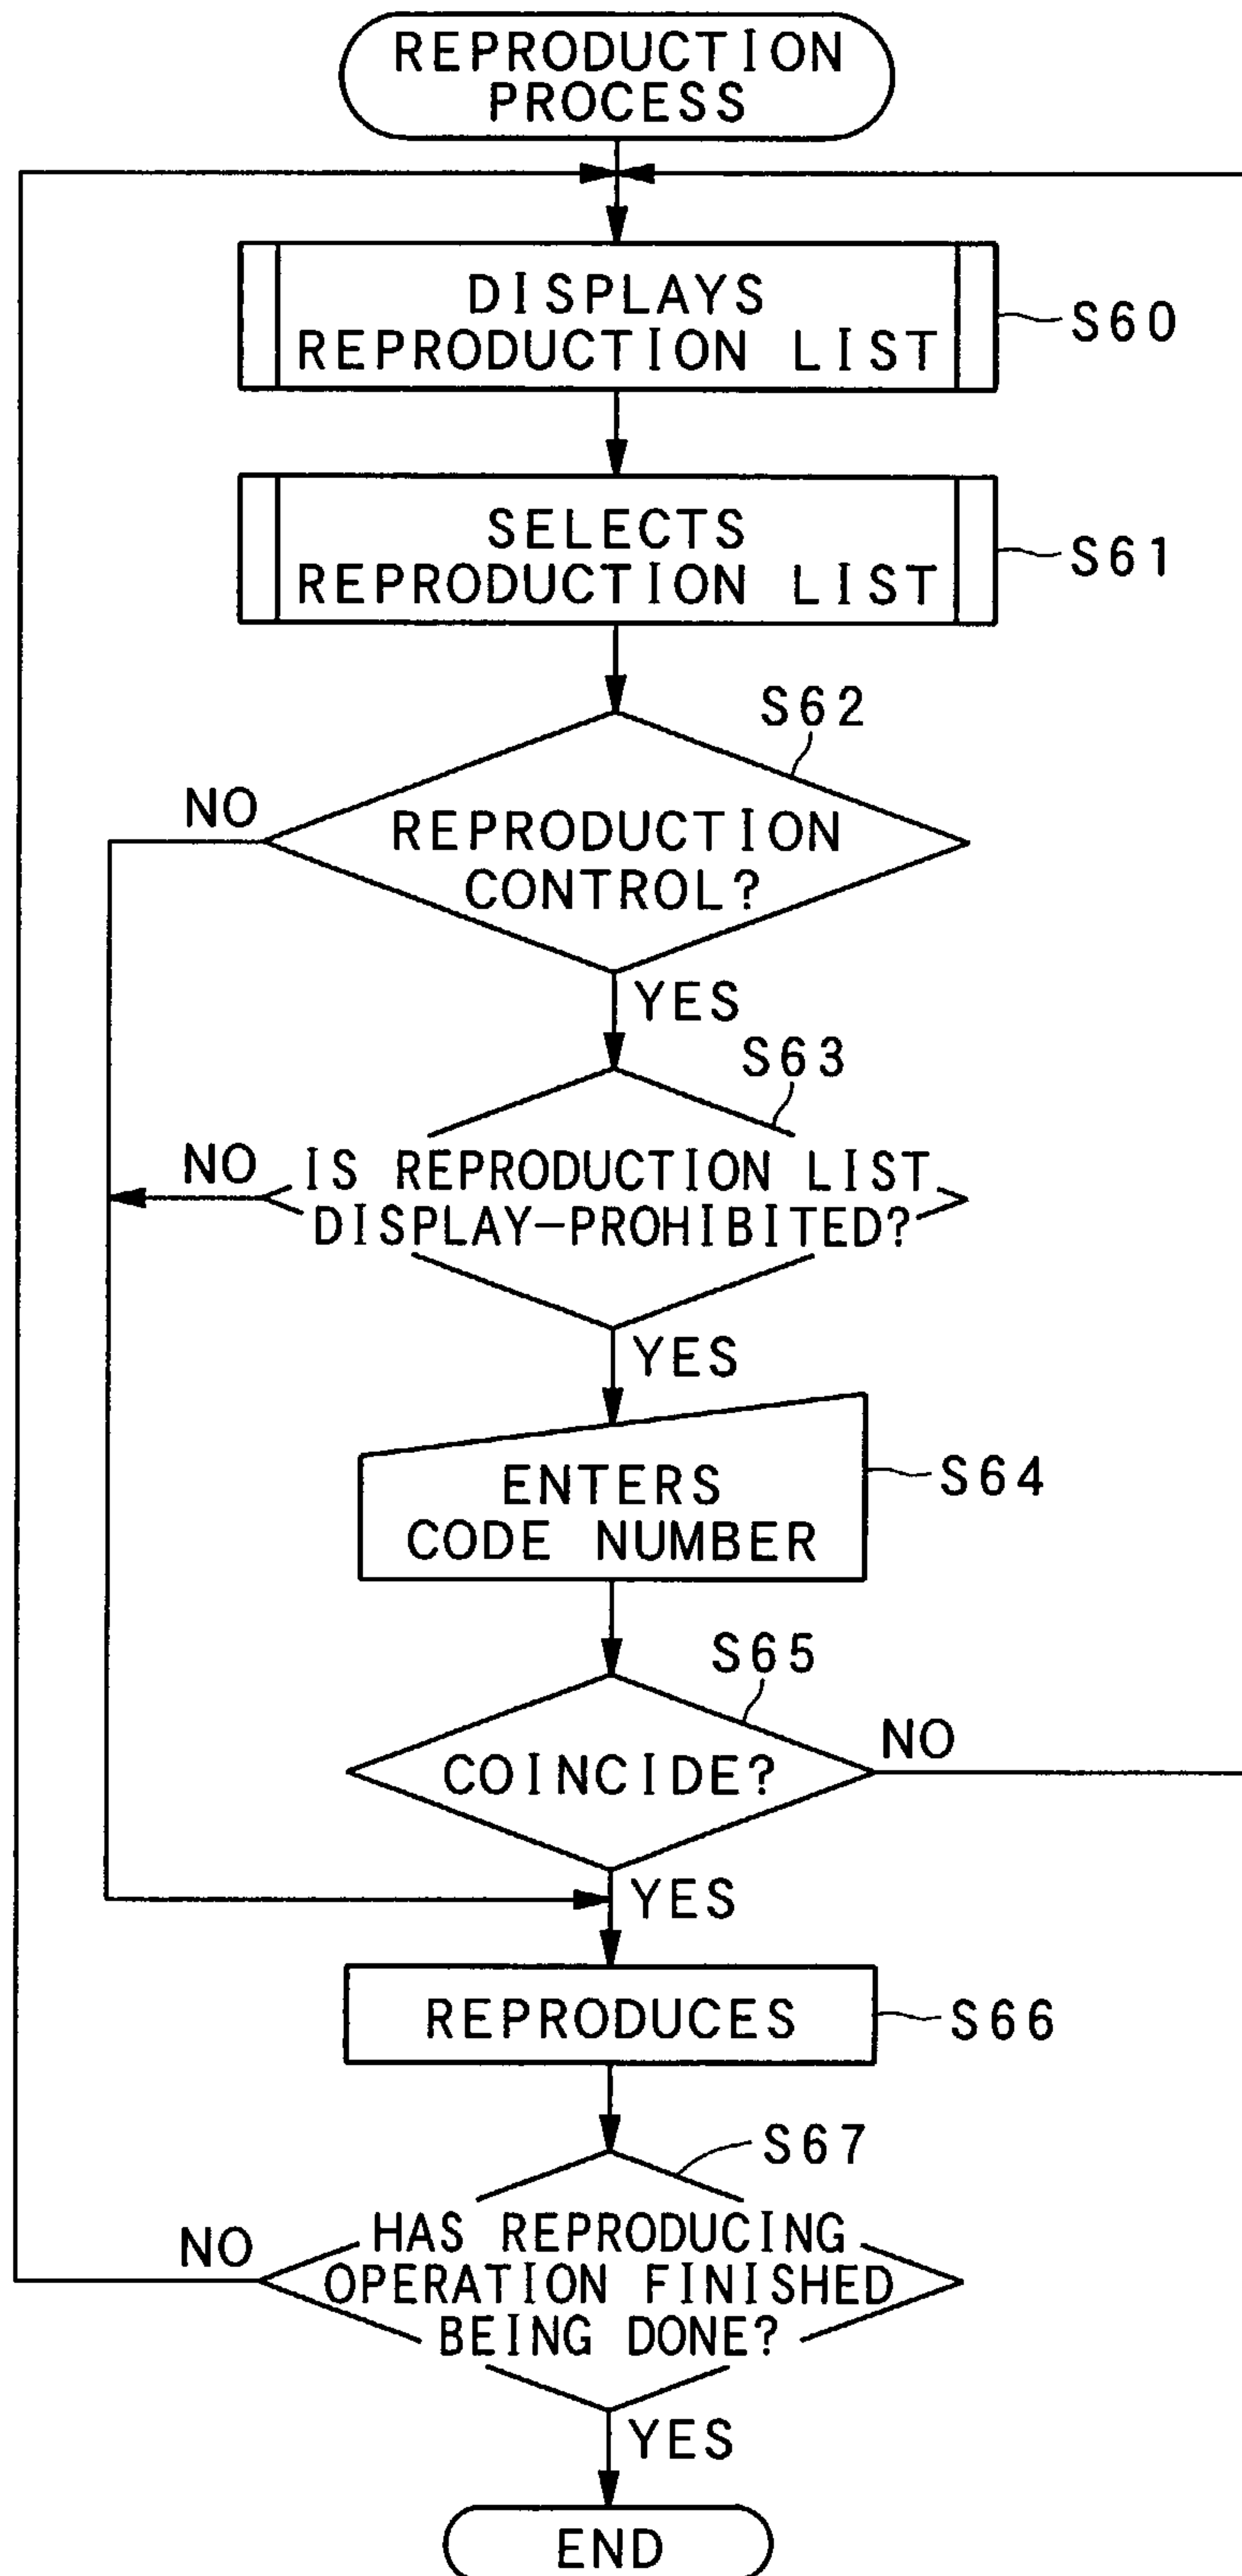 REPRODUCTION
PROCESS
DISPLAYS
REPRODUCTION LIST
S60
SELECTS
REPRODUCTION LIST
S61
S62
NO
REPRODUCTION
CONTROL?
YES
S63
NO
IS REPRODUCTION LIST
DISPLAY-PROHIBITED?
YES
ENTERS
CODE NUMBER
S64
S65
COINCIDE?
NO
YES
REPRODUCES
S66
S67
NO
HAS REPRODUCING
OPERATION FINISHED
BEING DONE?
YES
END